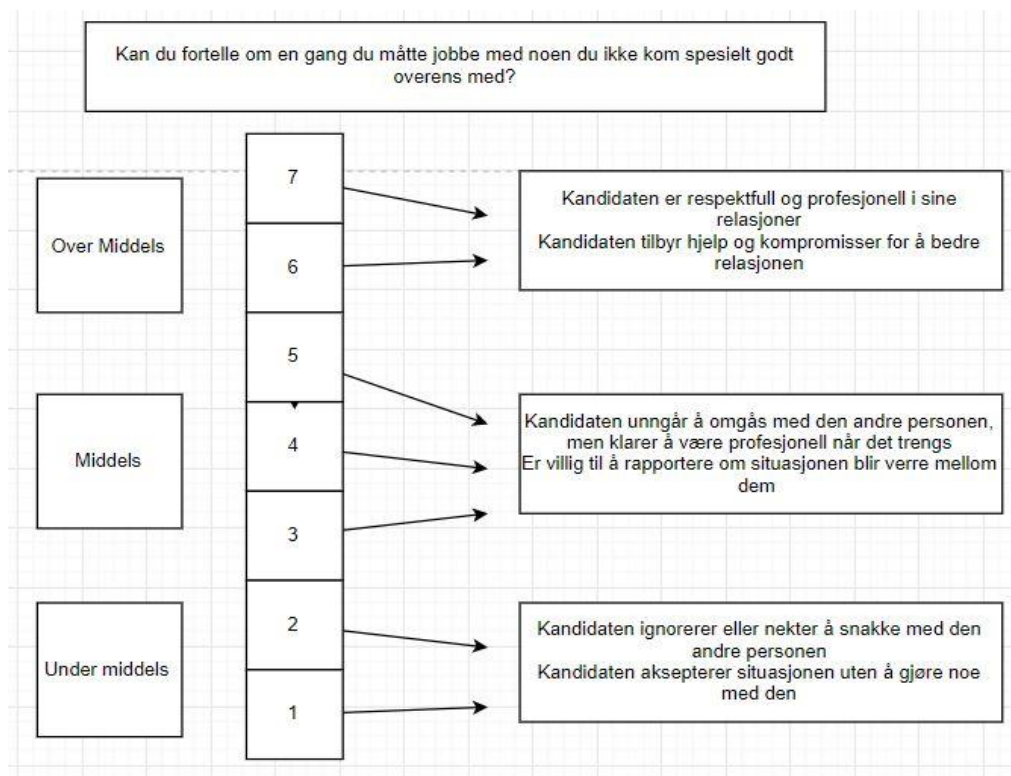 Kan du fortelle om en gang du måtte jobbe med noen du ikke kom spesielt godt
overens med?
7
Over Middels
6
Kandidaten er respektfull og profesjonell i sine
relasjoner
Kandidaten tilbyr hjelp og kompromisser for å bedre
relasjonen
5
Middels
4
3
Kandidaten unngår å omgås med den andre personen,
men klarer å være profesjonell når det trengs
Er villig til å rapportere om situasjonen blir verre mellom
dem
2
Under middels
1
Kandidaten ignorerer eller nekter å snakke med den
andre personen
Kandidaten aksepterer situasjonen uten å gjøre noe
med den